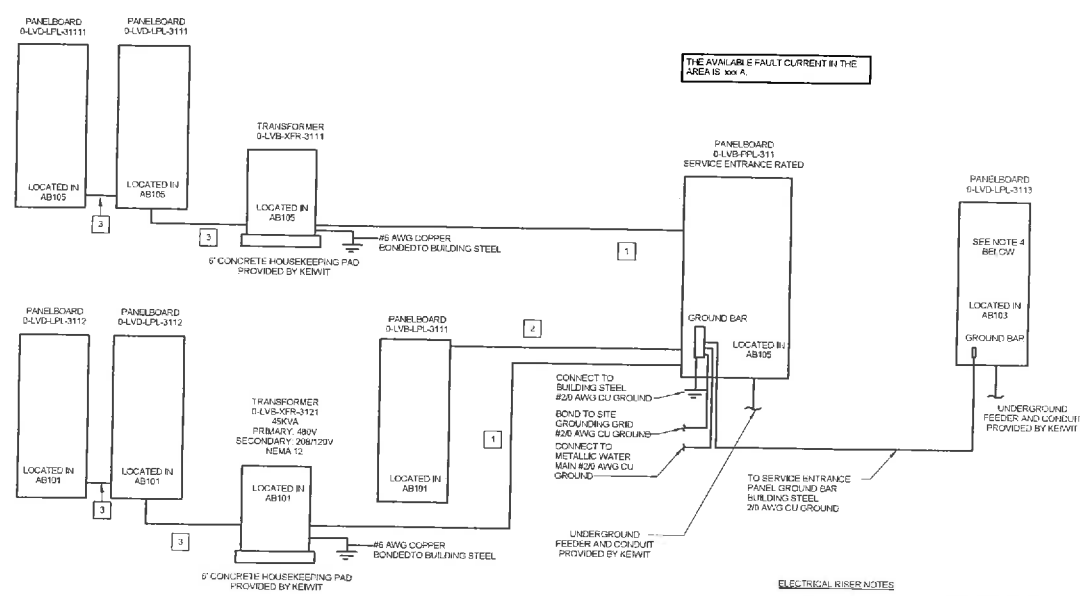 PANELBOARD
0-LVD-LPL-31111
PANELBOARD
0-LVD-LPL-3111
THE AVAILABLE FAULT CURRENT IN THE
AREA IS xxx A.
TRANSFORMER
0-LVB-XFR-3111
PANELBOARD
0-LVB-PPL-311
SERVICE ENTRANCE RATED
PANELBOARD
0-LVD-LPL-3113
LOCATED IN
AB105
LOCATED IN
AB105
LOCATED IN
AB105
3
3
#6 AWG COPPER
BONDEDTO BUILDING STEEL
1
6" CONCRETE HOUSEKEEPING PAD
PROVIDED BY KEIWIT
SEE NOTE 4
BELOW
LOCATED IN
AB103
GROUND BAR
PANELBOARD
0-LVD-LPL-3112
PANELBOARD
0-LVD-LPL-3112
PANELBOARD
0-LVB-LPL-3111
2
GROUND BAR
LOCATED IN
AB105
CONNECT TO
BUILDING STEEL
#2/0 AWG CU GROUND
BOND TO SITE
GROUNDING GRID
#2/0 AWG CU GROUND
CONNECT TO
METALLIC WATER
MAIN #2/0 AWG CU
GROUND
UNDERGROUND
FEEDER AND CONDUIT
PROVIDED BY KEIWIT
TRANSFORMER
0-LVB-XFR-3121
45KVA
PRIMARY: 480V
SECONDARY: 208/120V
NEMA 12
1
LOCATED IN
AB101
LOCATED IN
AB101
LOCATED IN
AB101
LOCATED IN
AB101
3
3
TO SERVICE ENTRANCE
PANEL GROUND BAR
BUILDING STEEL
2/0 AWG CU GROUND
#6 AWG COPPER
BONDEDTO BUILDING STEEL
UNDERGROUND
FEEDER AND CONDUIT
PROVIDED BY KEIWIT
6" CONCRETE HOUSEKEEPING PAD
PROVIDED BY KEIWIT
ELECTRICAL RISER NOTES